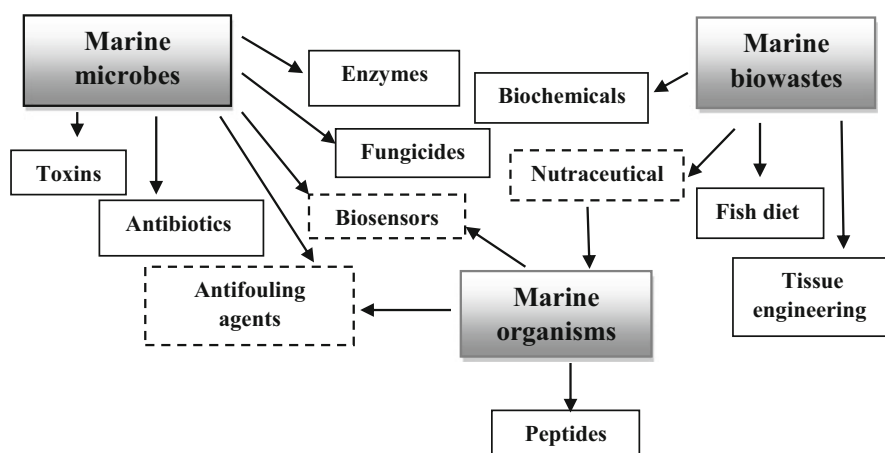 Marine
microbes
Marine
biowastes
Enzymes
Biochemicals
Fungicides
Toxins
Nutraceutical
Antibiotics
Biosensors
Fish diet
Antifouling
agents
Marine
organisms
Tissue
engineering
Peptides